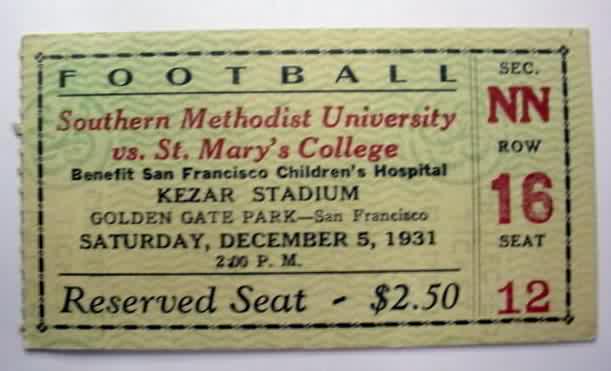 FOOTBALL
Southern Methodist University
vs. St. Mary's College
Benefit San Francisco Children's Hospital
KEZAR STADIUM
GOLDEN GATE PARK—San Francisco
SATURDAY, DECEMBER 5, 1931
2:00 P. M.
Reserved Seat - $2.50
SEC.
NN
ROW
16
SEAT
12